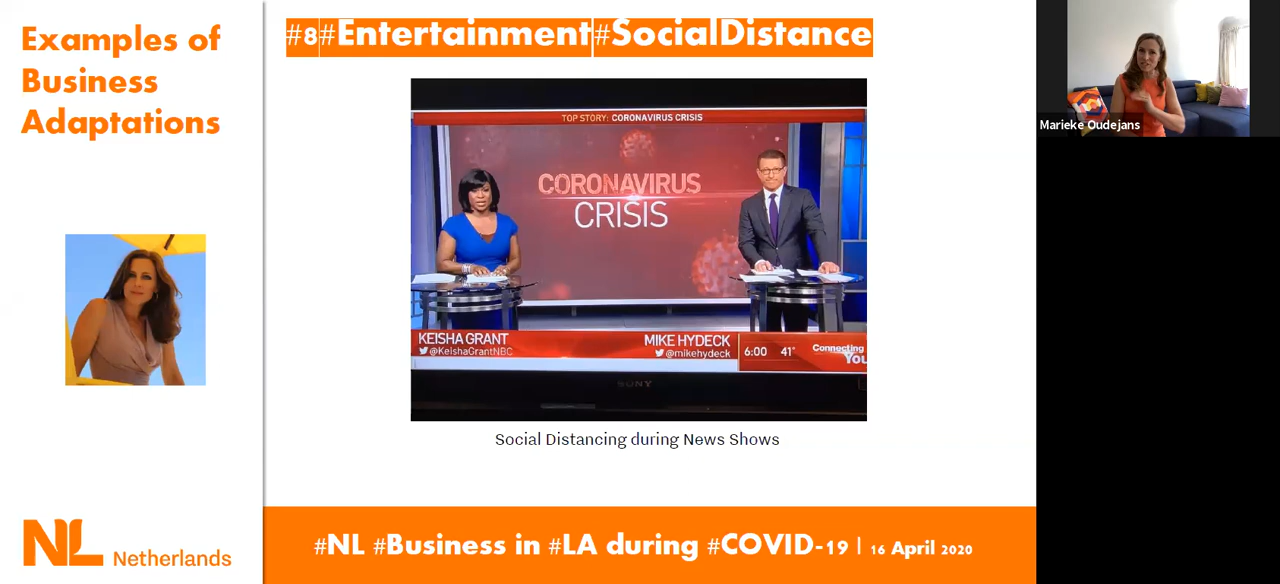 Examples of
Business
Adaptations
#8#Entertainment#SocialDistance
TOP STORY: CORONAVIRUS CRISIS
CORONAVIRUS
CRISIS
KEISHA GRANT
@KeishaGrantNBC
MIKE HYDECK
@mikehydeck
6:00 41°
Connecting
You
SONY
Social Distancing during News Shows
Marieke Oudejans
NL Netherlands
#NL #Business in #LA during #COVID-19 | 16 April 2020